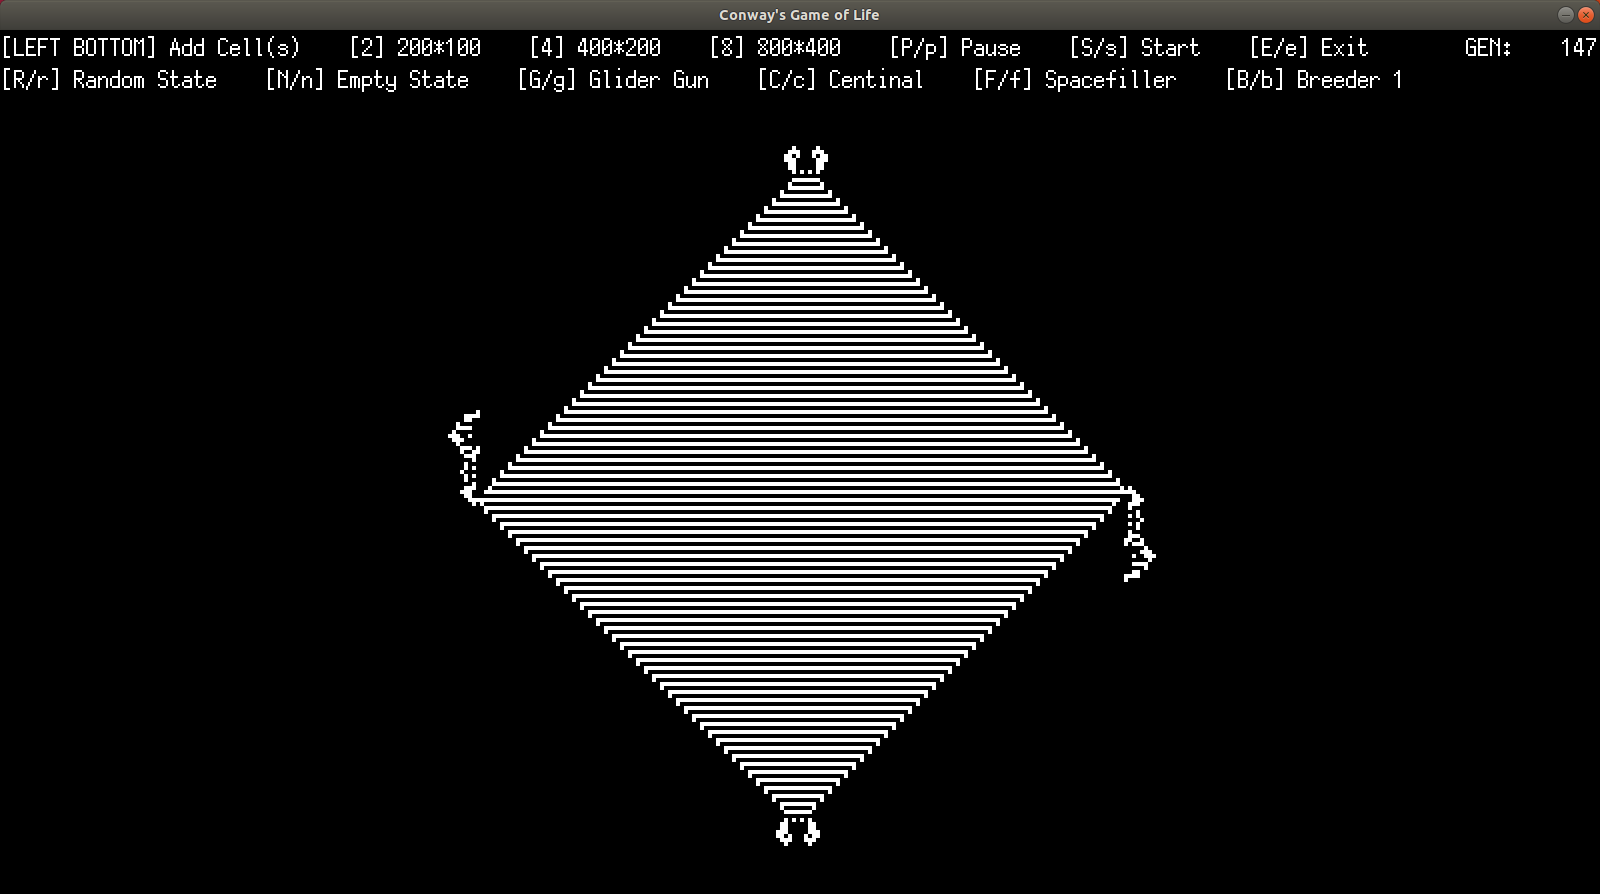 Conway's Game of Life
[LEFT BOTTOM] Add Cell(s) [2] 200*100 [4] 400*200 [8] 800*400 [P/p] Pause [S/s] Start [E/e] Exit GEN: 147
[R/r] Random State [N/n] Empty State [G/g] Glider Gun [C/c] Centinal [F/f] Spacefiller [B/b] Breeder 1